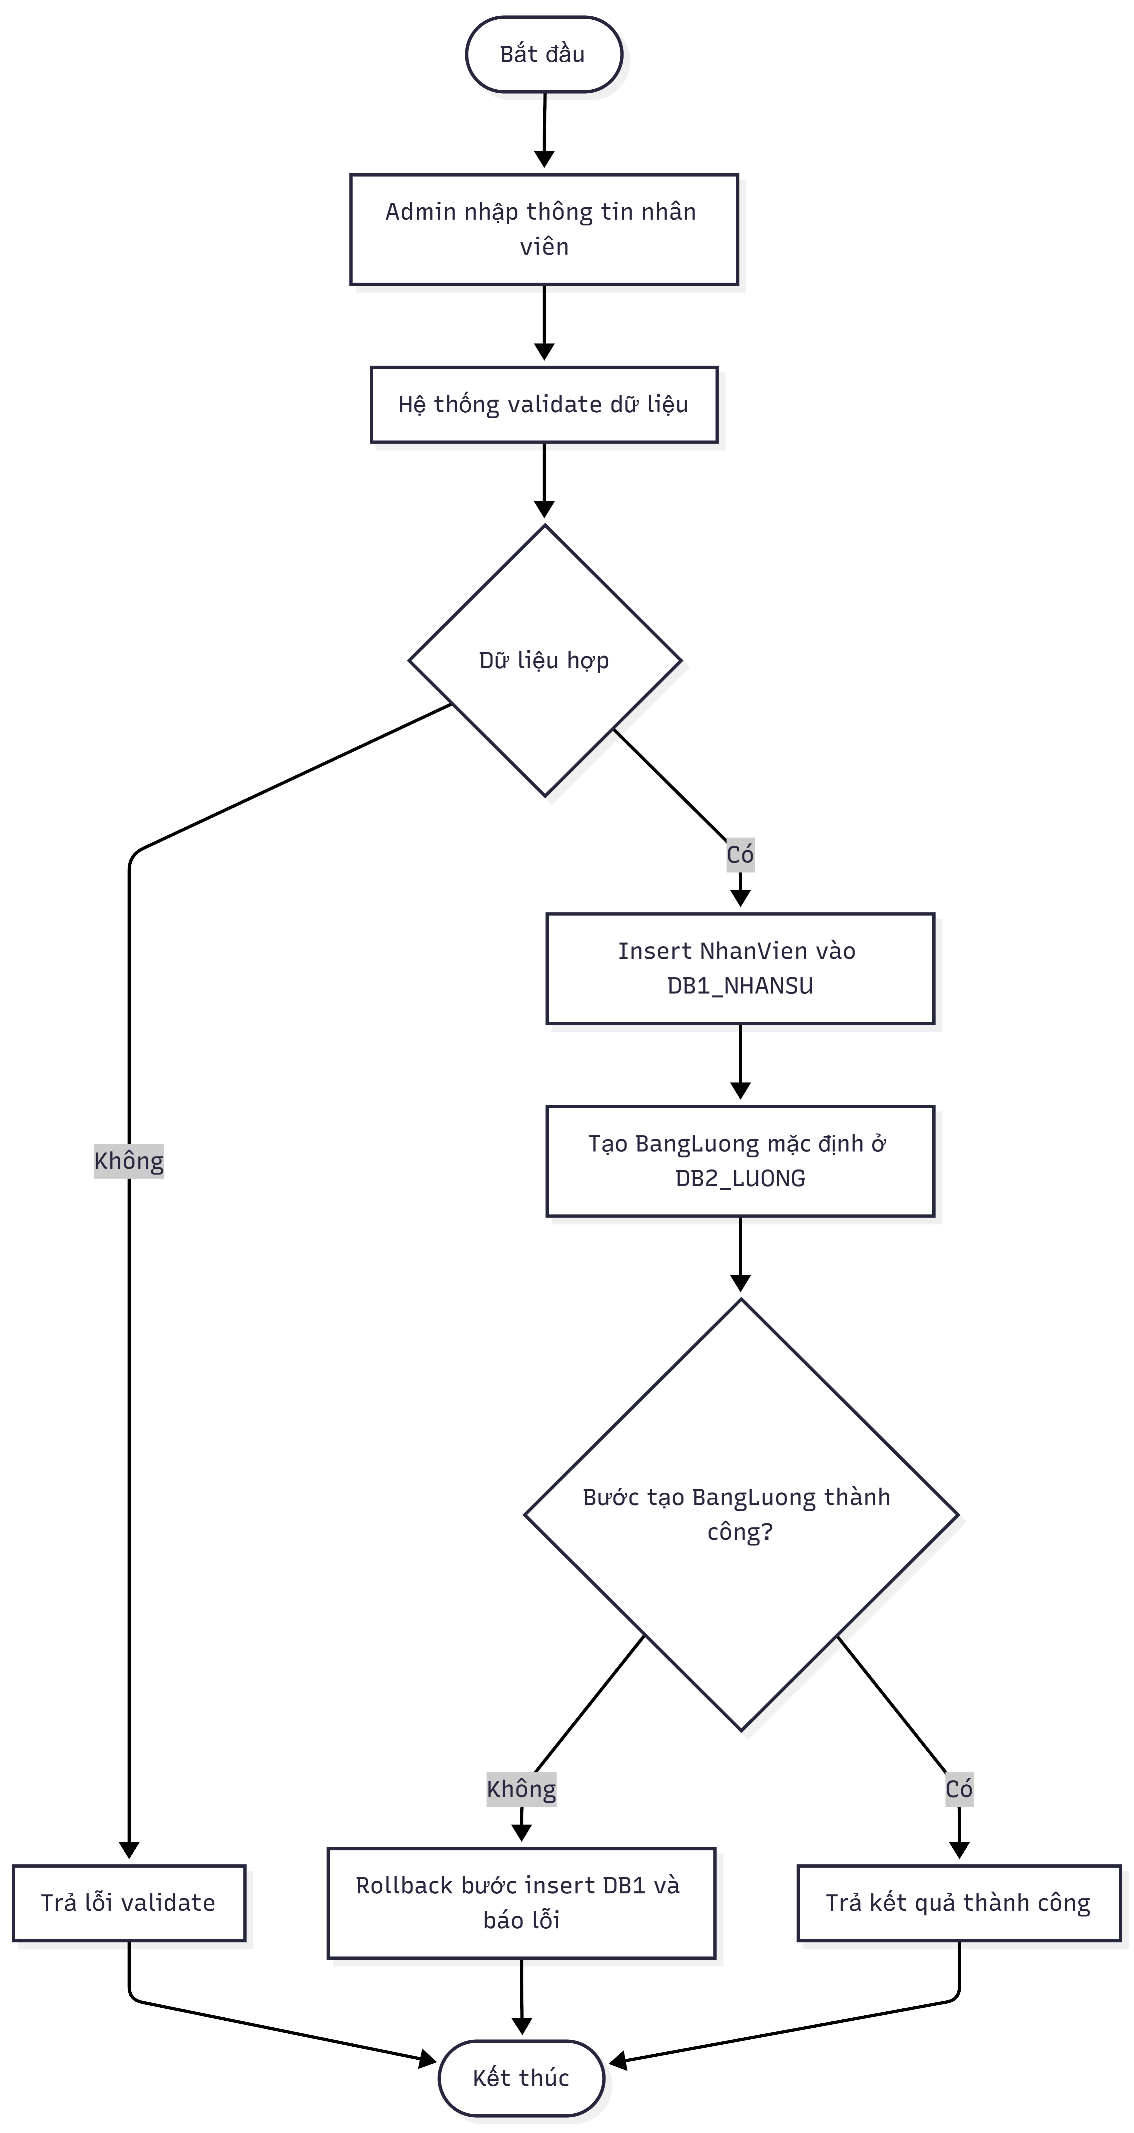 Bắt đầu
Admin nhập thông tin nhân
viên
Hệ thống validate dữ liệu
Dữ liệu hợp
Có
Insert NhanVien vào
DB1_NHANSU
Tạo BangLuong mặc định ở
DB2_LUONG
Không
Bước tạo BangLuong thành
công?
Không
Có
Trả lỗi validate
Rollback bước insert DB1 và
báo lỗi
Trả kết quả thành công
Kết thúc